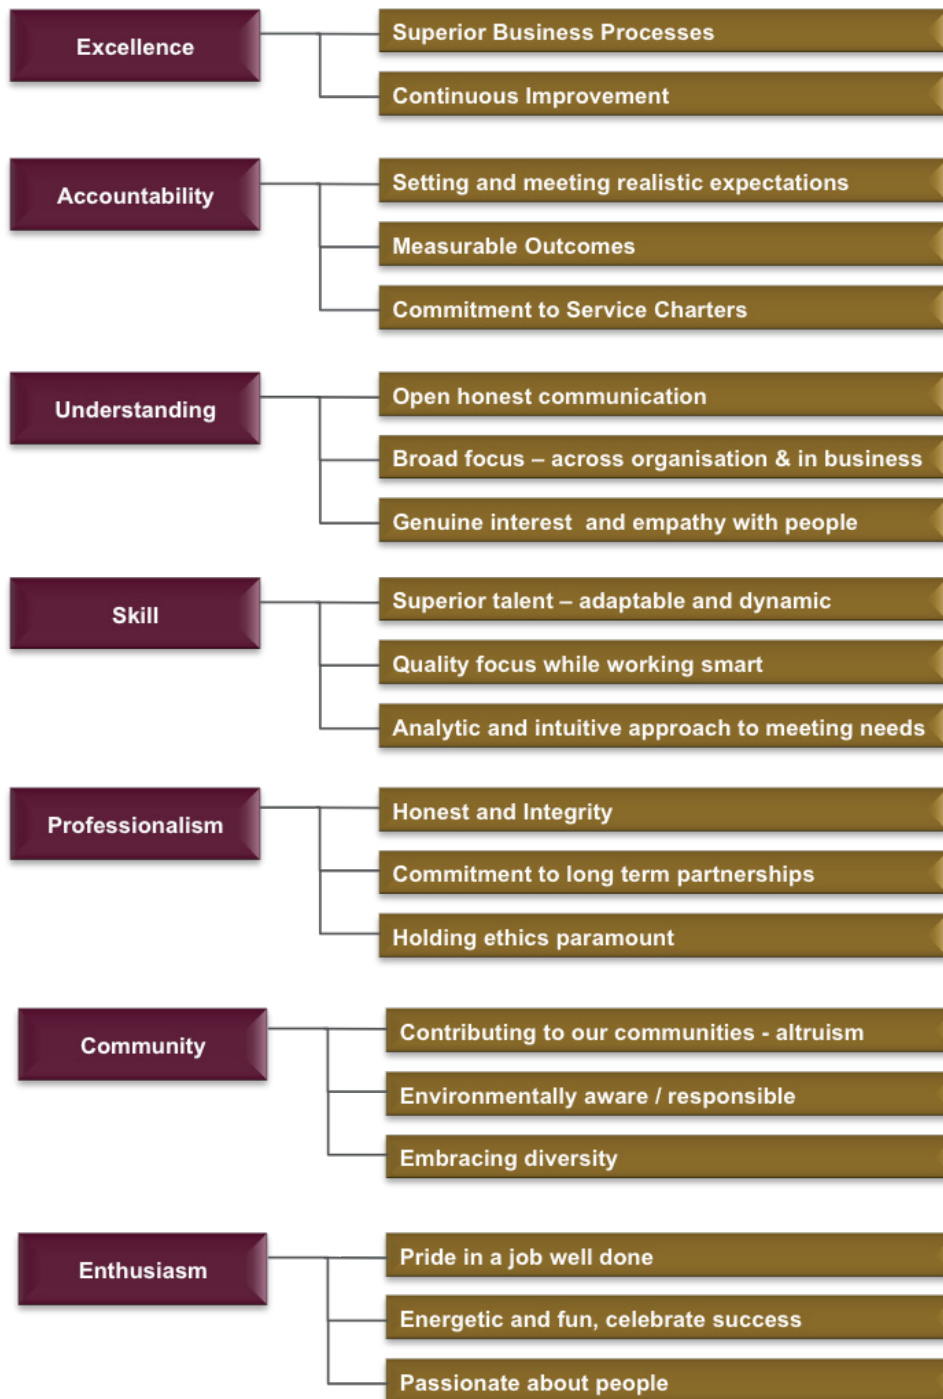 Excellence
Superior Business Processes
Continuous Improvement
Accountability
Setting and meeting realistic expectations
Measurable Outcomes
Commitment to Service Charters
Understanding
Open honest communication
Broad focus – across organisation & in business
Genuine interest  and empathy with people
Skill
Superior talent – adaptable and dynamic
Quality focus while working smart
Analytic and intuitive approach to meeting needs
Professionalism
Honest and Integrity
Commitment to long term partnerships
Holding ethics paramount
Community
Contributing to our communities - altruism
Environmentally aware / responsible
Embracing diversity
Enthusiasm
Pride in a job well done
Energetic and fun, celebrate success
Passionate about people